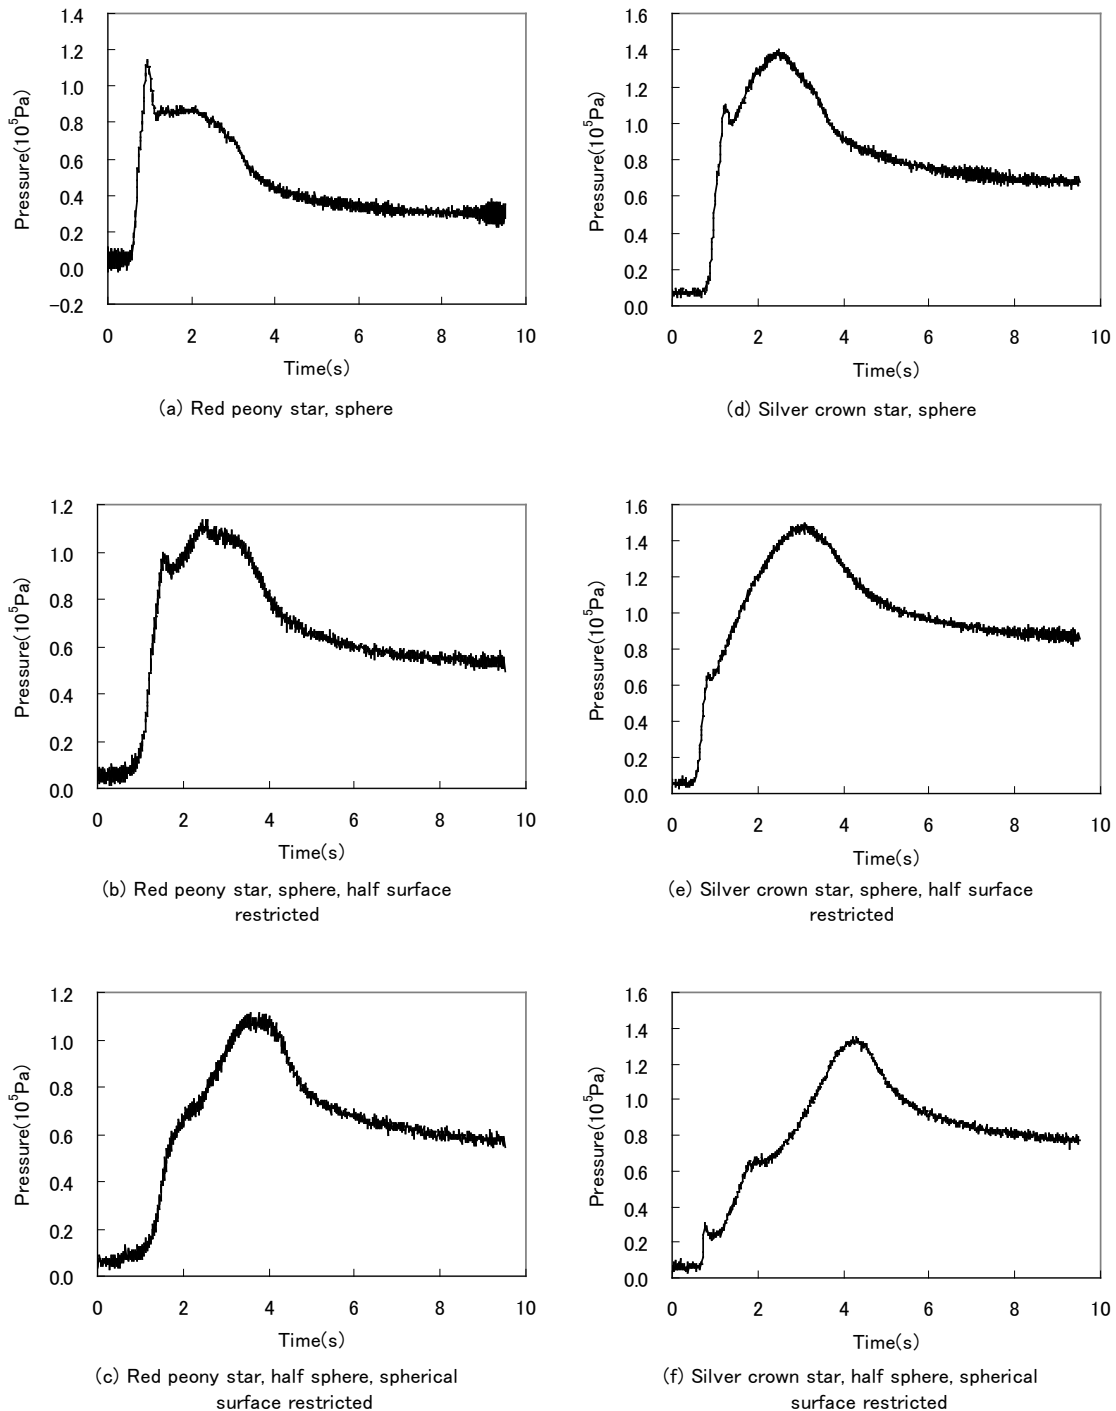 1.4
1.2
1.0
0.8
0.6
0.4
0.2
0.0
-0.2
Pressure(10⁵Pa)
0 2 4 6 8 10
Time(s)
(a) Red peony star, sphere
1.6
1.4
1.2
1.0
0.8
0.6
0.4
0.2
0.0
Pressure(10⁵Pa)
0 2 4 6 8 10
Time(s)
(d) Silver crown star, sphere
1.2
1.0
0.8
0.6
0.4
0.2
0.0
Pressure(10⁵Pa)
0 2 4 6 8 10
Time(s)
(b) Red peony star, sphere, half surface
restricted
1.6
1.4
1.2
1.0
0.8
0.6
0.4
0.2
0.0
Pressure(10⁵Pa)
0 2 4 6 8 10
Time(s)
(e) Silver crown star, sphere, half surface
restricted
1.2
1.0
0.8
0.6
0.4
0.2
0.0
Pressure(10⁵Pa)
0 2 4 6 8 10
Time(s)
(c) Red peony star, half sphere, spherical
surface restricted
1.6
1.4
1.2
1.0
0.8
0.6
0.4
0.2
0.0
Pressure(10⁵Pa)
0 2 4 6 8 10
Time(s)
(f) Silver crown star, half sphere, spherical
surface restricted